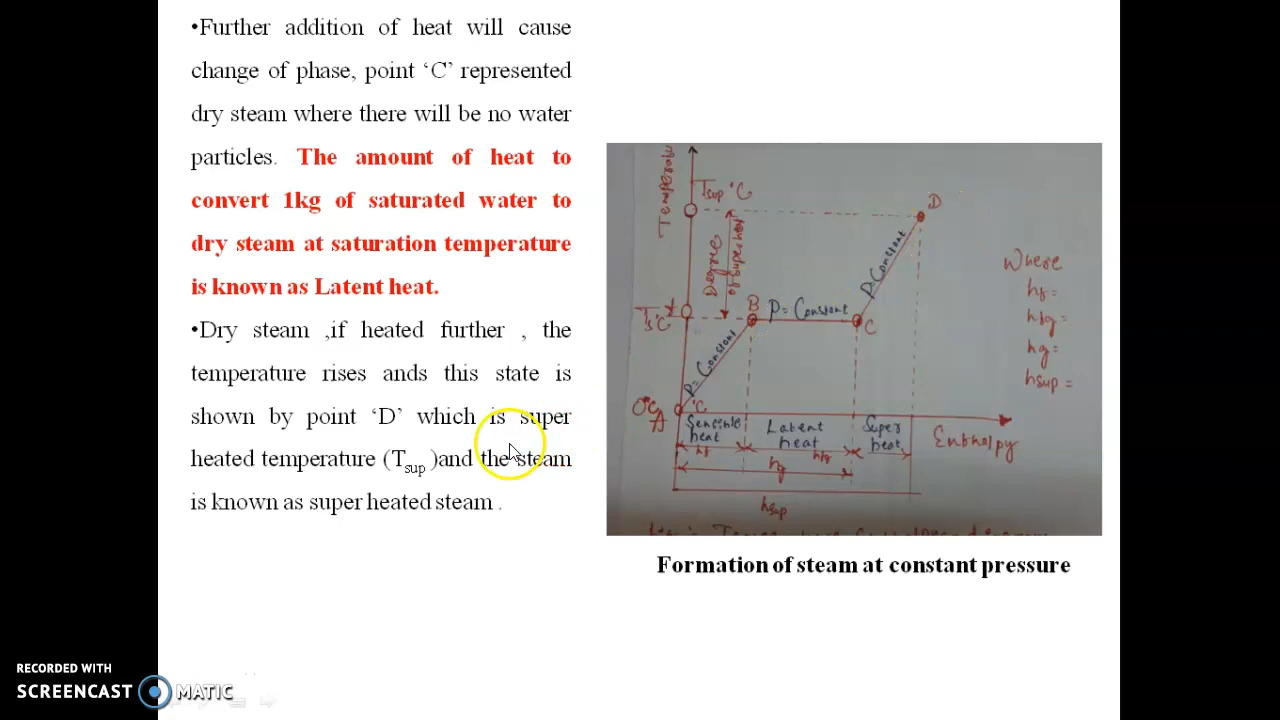 •Further addition of heat will cause
change of phase, point ‘C’ represented
dry steam where there will be no water
particles. The amount of heat to
convert 1kg of saturated water to
dry steam at saturation temperature
is known as Latent heat.
•Dry steam ,if heated further , the
temperature rises ands this state is
shown by point ‘D’ which is super
heated temperature (Tsup )and the steam
is known as super heated steam .
Tsup °C
D
Degree
P= Constant
Where
hf =
hfg =
hg =
hsup =
B
P= Constant
C
Ts°C
P= Constant
0°C
°C
A
Sensible
heat
hf
Latent
heat
hfg
Super
heat
Enthalpy
hg
hsup
Formation of steam at constant pressure
RECORDED WITH
SCREENCAST MATIC